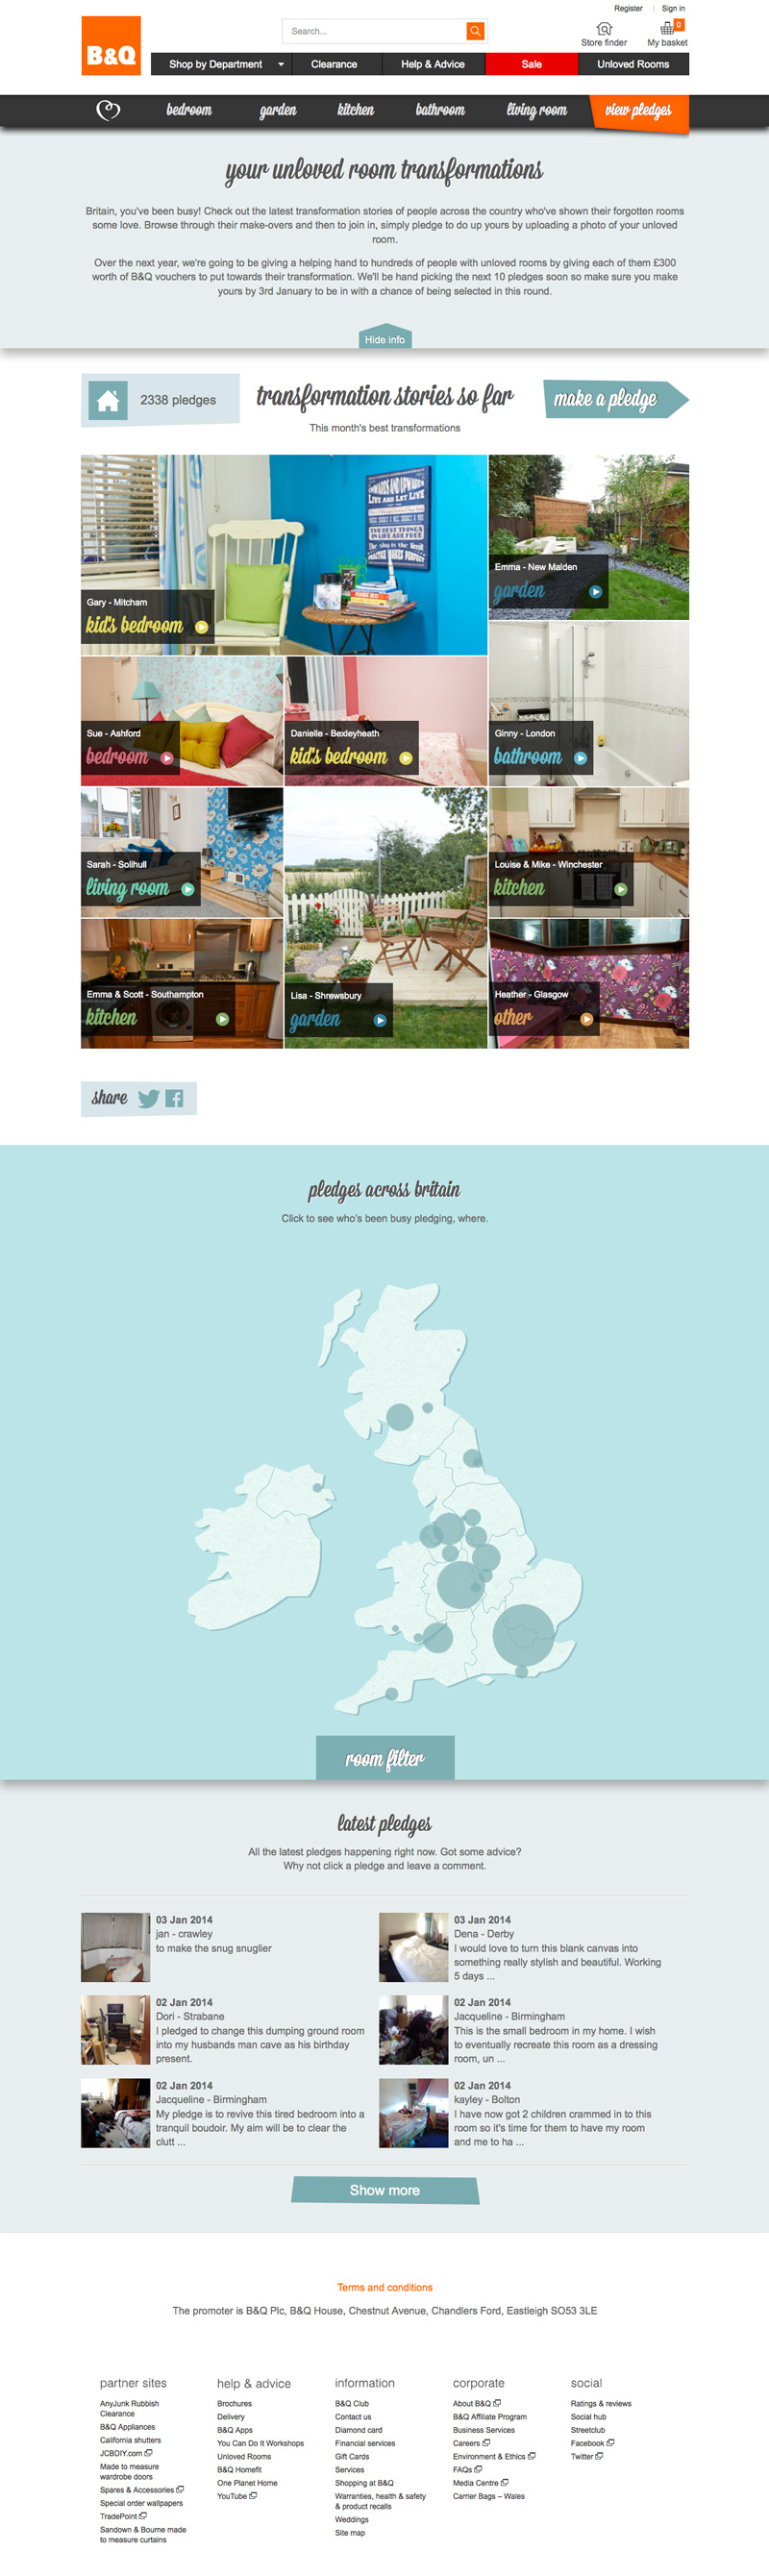 Register | Sign in
B&Q
Search...
0
Store finder
My basket
Shop by Department
Clearance
Help & Advice
Sale
Unloved Rooms
bedroom
garden
kitchen
bathroom
living room
view pledges
your unloved room transformations
Britain, you've been busy! Check out the latest transformation stories of people across the country who've shown their forgotten rooms
some love. Browse through their make-overs and then to join in, simply pledge to do up yours by uploading a photo of your unloved
room.
Over the next year, we're going to be giving a helping hand to hundreds of people with unloved rooms by giving each of them £300
worth of B&Q vouchers to put towards their transformation. We'll be hand picking the next 10 pledges soon so make sure you make
yours by 3rd January to be in with a chance of being selected in this round.
Hide info
2338 pledges
transformation stories so far
This month's best transformations
make a pledge
ONWARDS AND UPWARDS
LIVE AND LET LIVE
THE BEST THINGS
IN LIFE ARE FREE
The sky is the limit
PRACTICE MAKES PERFECT
Gary - Mitcham
kid's bedroom
Emma - New Malden
garden
Sue - Ashford
bedroom
Danielle - Bexleyheath
kid's bedroom
Ginny - London
bathroom
Sarah - Solihull
living room
Louise & Mike - Winchester
kitchen
Emma & Scott - Southampton
kitchen
Lisa - Shrewsbury
garden
Heather - Glasgow
other
share
pledges across britain
Click to see who's been busy pledging, where.
room filter
latest pledges
All the latest pledges happening right now. Got some advice?
Why not click a pledge and leave a comment.
03 Jan 2014
jan - crawley
to make the snug snuglier
03 Jan 2014
Dena - Derby
I would love to turn this blank canvas into
something really stylish and beautiful. Working
5 days ...
02 Jan 2014
Dori - Strabane
I pledged to change this dumping ground room
into my husbands man cave as his birthday
present.
02 Jan 2014
Jacqueline - Birmingham
This is the small bedroom in my home. I wish
to eventually recreate this room as a dressing
room, un ...
02 Jan 2014
Jacqueline - Birmingham
My pledge is to revive this tired bedroom into a
tranquil boudoir. My aim will be to clear the
clutt ...
02 Jan 2014
kayley - Bolton
I have now got 2 children crammed in to this
room so it's time for them to have my room
and me to ha ...
Show more
Terms and conditions
The promoter is B&Q Plc, B&Q House, Chestnut Avenue, Chandlers Ford, Eastleigh SO53 3LE
partner sites
AnyJunk Rubbish
Clearance
B&Q Appliances
California shutters
JCBDIY.com
Made to measure
wardrobe doors
Spares & Accessories
Special order wallpapers
TradePoint
Sandown & Bourne made
to measure curtains
help & advice
Brochures
Delivery
B&Q Apps
You Can Do It Workshops
Unloved Rooms
B&Q Homefit
One Planet Home
YouTube
information
B&Q Club
Contact us
Diamond card
Financial services
Gift Cards
Services
Shopping at B&Q
Warranties, health & safety
& product recalls
Weddings
Site map
corporate
About B&Q
B&Q Affiliate Program
Business Services
Careers
Environment & Ethics
FAQs
Media Centre
Carrier Bags – Wales
social
Ratings & reviews
Social hub
Streetclub
Facebook
Twitter